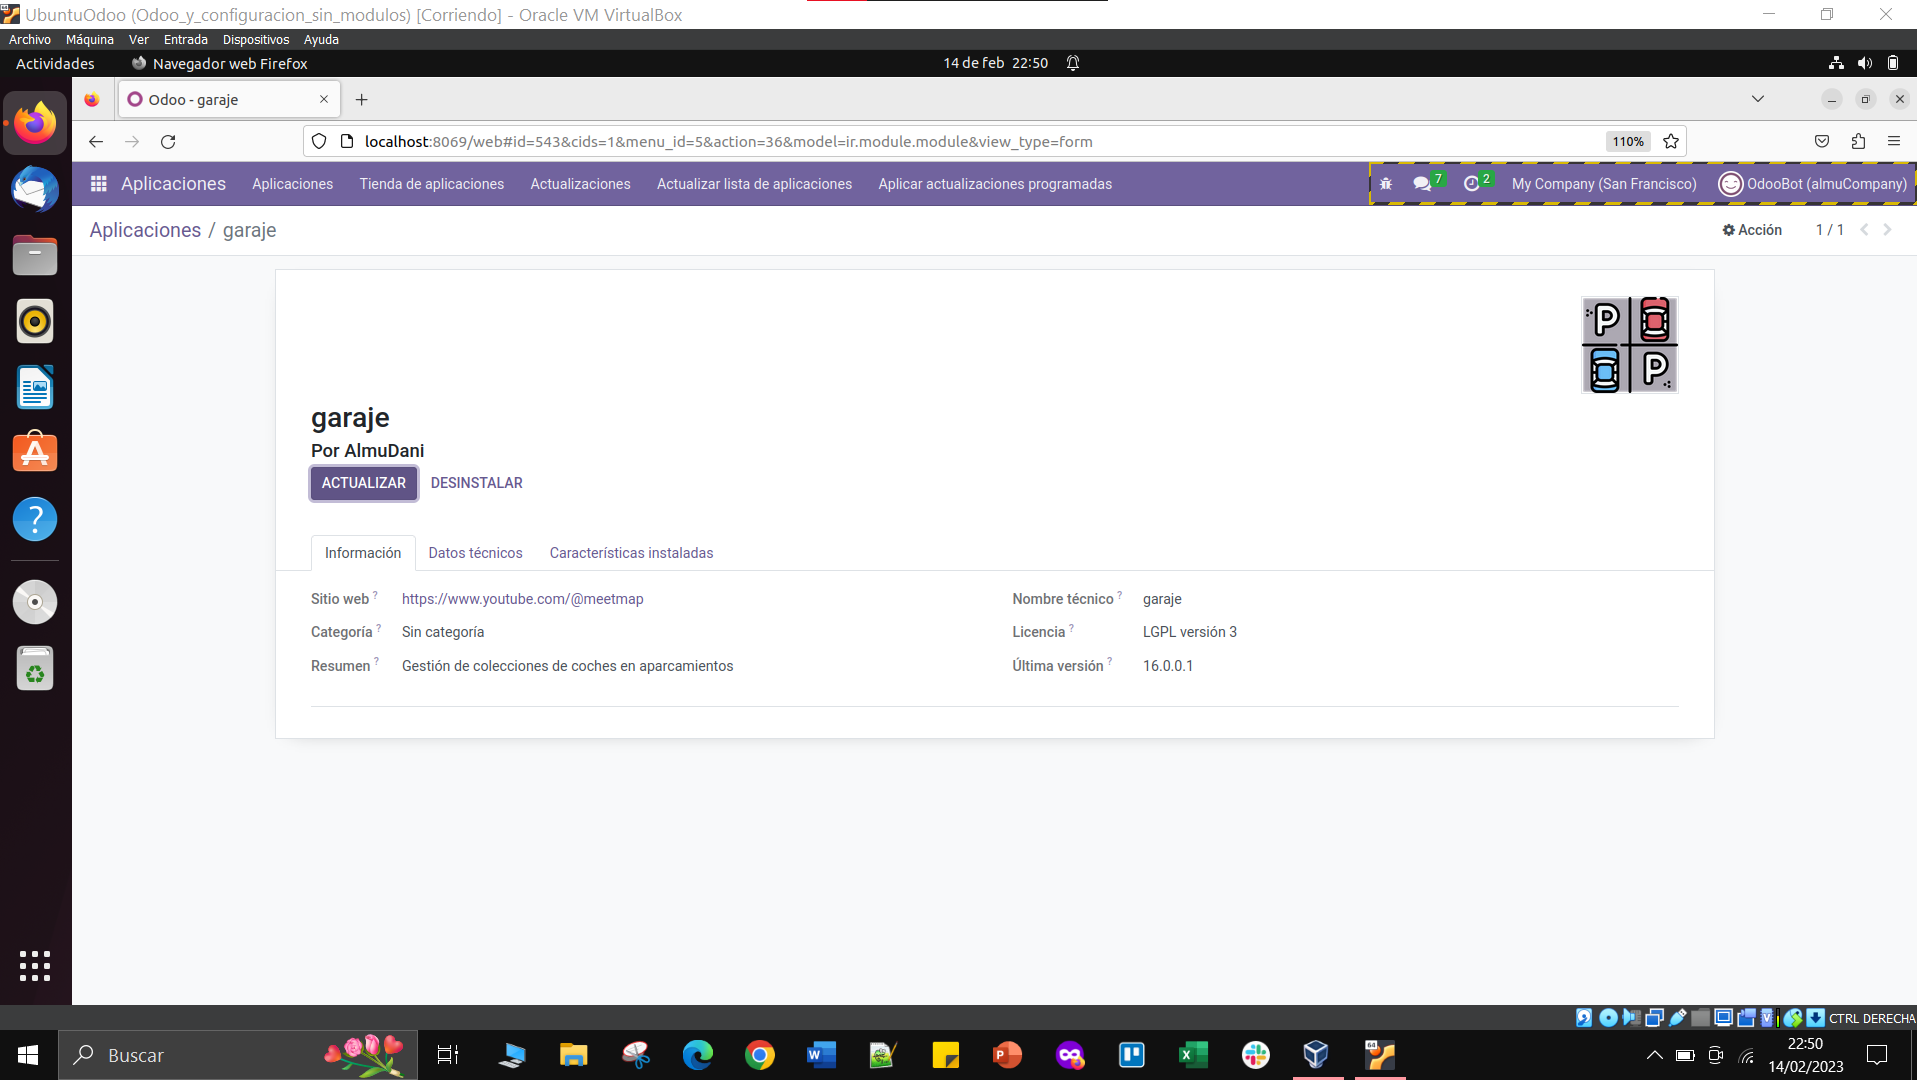 UbuntuOdoo (Odoo_y_configuracion_sin_modulos) [Corriendo] - Oracle VM VirtualBox
Archivo Máquina Ver Entrada Dispositivos Ayuda
Actividades Navegador web Firefox 14 de feb 22:50
Odoo - garaje
localhost:8069/web#id=543&cids=1&menu_id=5&action=36&model=ir.module.module&view_type=form 110%
Aplicaciones Aplicaciones Tienda de aplicaciones Actualizaciones Actualizar lista de aplicaciones Aplicar actualizaciones programadas 7 2 My Company (San Francisco) OdooBot (almuCompany)
Aplicaciones / garaje Acción 1 / 1
P
P
garaje
Por AlmuDani
ACTUALIZAR DESINSTALAR
Información Datos técnicos Características instaladas
Sitio web ? https://www.youtube.com/@meetmap Nombre técnico ? garaje
Categoría ? Sin categoría Licencia ? LGPL versión 3
Resumen ? Gestión de colecciones de coches en aparcamientos Última versión ? 16.0.0.1
CTRL DERECHA
Buscar
22:50
14/02/2023